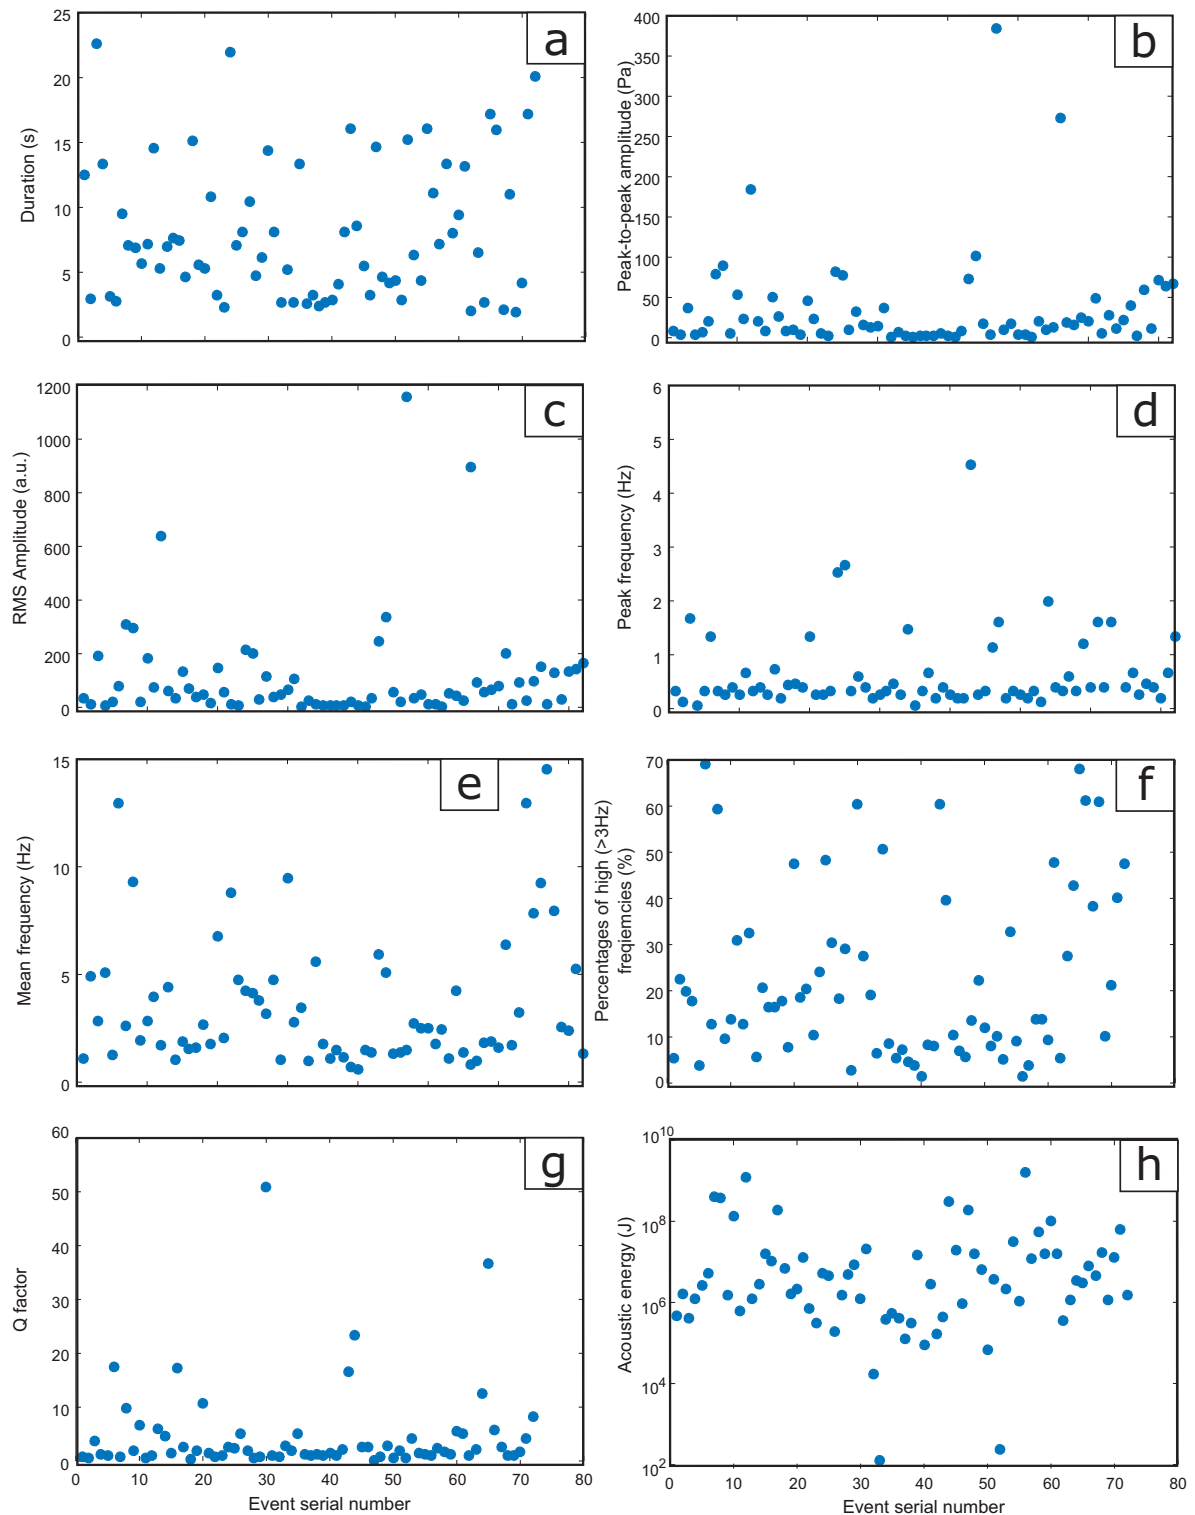 a
25
20
15
10
5
0
Duration (s)
b
400
350
300
250
200
150
100
50
0
Peak-to-peak amplitude (Pa)
c
1200
1000
800
600
400
200
0
RMS Amplitude (a.u.)
d
6
5
4
3
2
1
0
Peak frequency (Hz)
e
15
10
5
0
Mean frequency (Hz)
f
70
60
50
40
30
20
10
0
Percentages of high (>3Hz)
freqiemcies (%)
g
60
50
40
30
20
10
0
Q factor
0 10 20 30 40 50 60 70 80
Event serial number
h
10^10
10^8
10^6
10^4
10^2
Acoustic energy (J)
0 10 20 30 40 50 60 70 80
Event serial number